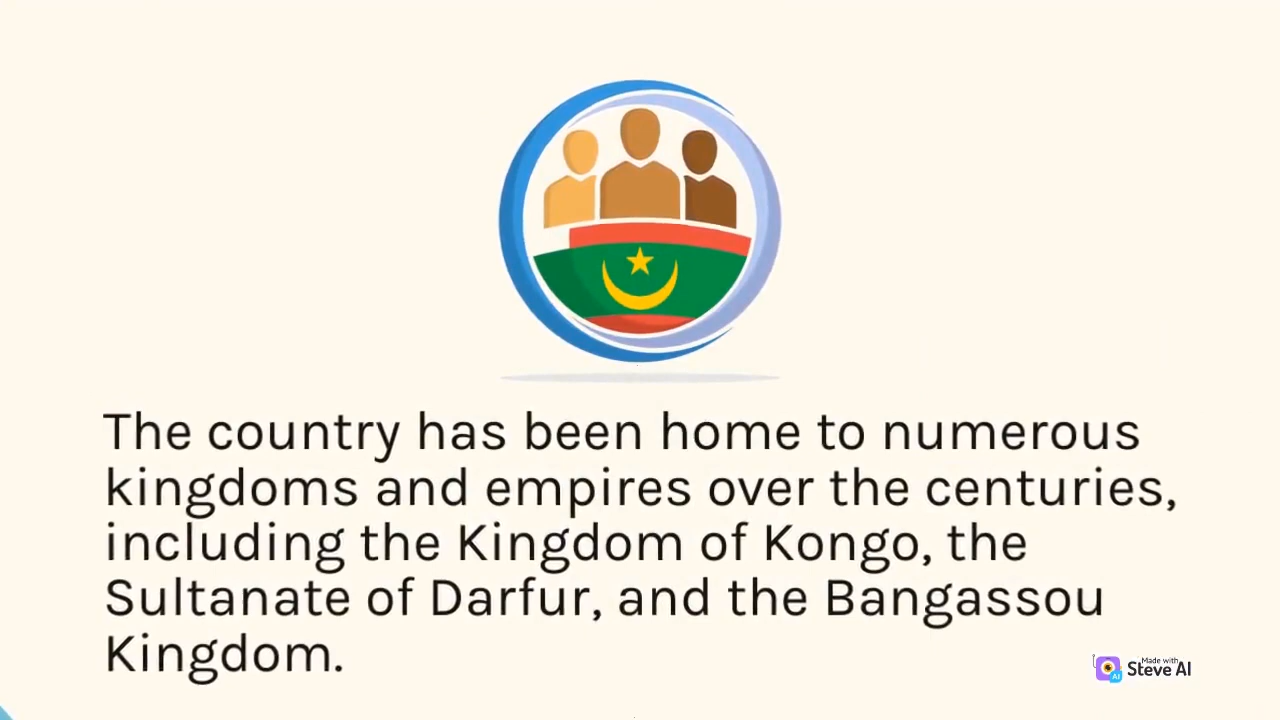 The country has been home to numerous
kingdoms and empires over the centuries,
including the Kingdom of Kongo, the
Sultanate of Darfur, and the Bangassou
Kingdom.
Made with
Steve AI
AI